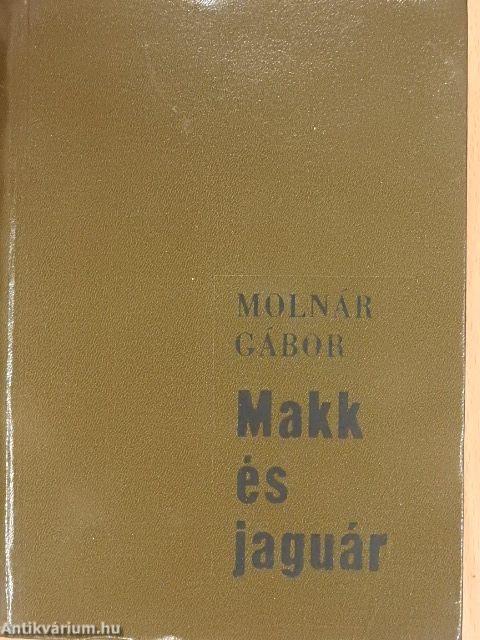 MOLNÁR
GÁBOR
Makk
és
jaguár
Antikvárium.hu